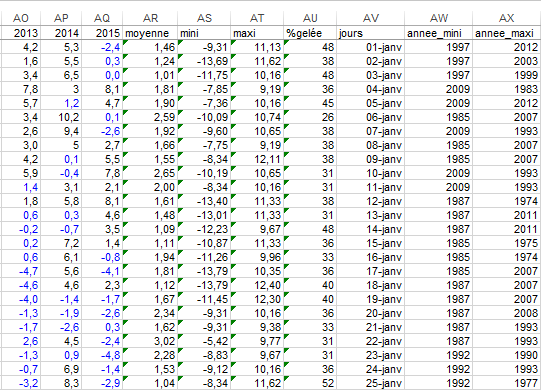 AO AP AQ AR AS AT AU AV AW AX
2013 2014 2015 moyenne mini maxi %gelée jours annee_mini annee_maxi
4,2 5,3 -2,4 1,46 -9,31 11,13 48 01-janv 1997 2012
1,6 5,5 0,3 1,24 -13,69 11,62 38 02-janv 1997 2003
3,4 6,5 0,0 1,01 -11,75 10,16 48 03-janv 1997 1999
7,8 3 8,1 1,81 -7,85 9,19 36 04-janv 2009 1983
5,7 1,2 4,7 1,90 -7,36 10,16 45 05-janv 2009 2012
3,4 10,2 0,1 2,59 -10,09 10,74 26 06-janv 1985 2007
2,6 9,4 -2,6 1,92 -9,60 10,65 38 07-janv 2009 1993
3,0 5 2,7 1,66 -7,75 9,19 38 08-janv 1985 2007
4,2 0,1 5,5 1,55 -8,34 12,11 38 09-janv 1985 2007
5,9 -0,4 7,8 2,65 -10,19 10,65 31 10-janv 2009 1993
1,4 3,1 2,1 2,00 -8,34 10,16 31 11-janv 2009 1993
1,8 5,8 8,1 1,61 -13,40 11,33 38 12-janv 1987 1974
0,6 0,3 4,6 1,48 -13,01 11,33 31 13-janv 1987 2011
-0,2 -0,7 3,5 1,09 -12,23 9,67 48 14-janv 1987 2011
0,2 7,2 1,4 1,11 -10,87 11,33 36 15-janv 1985 1975
0,6 6,1 -0,8 1,94 -11,26 9,96 33 16-janv 1985 1974
-4,7 5,6 -4,1 1,81 -13,79 10,35 36 17-janv 1985 2007
-4,6 4,6 2,3 1,12 -13,79 12,40 40 18-janv 1987 2007
-4,0 -1,4 -1,7 1,67 -11,45 12,30 40 19-janv 1987 2007
-1,3 -1,9 -2,6 2,34 -9,31 10,16 36 20-janv 1987 2008
-1,7 -2,6 0,3 1,62 -9,31 9,38 33 21-janv 1987 1993
2,6 4,5 -2,4 3,02 -5,42 9,77 31 22-janv 1987 1993
-1,3 0,9 -4,8 2,28 -8,83 9,67 31 23-janv 1992 1990
-0,7 6,9 -1,4 1,53 -9,12 10,16 36 24-janv 1992 1993
-3,2 8,3 -2,9 1,04 -8,34 11,62 52 25-janv 1992 1977